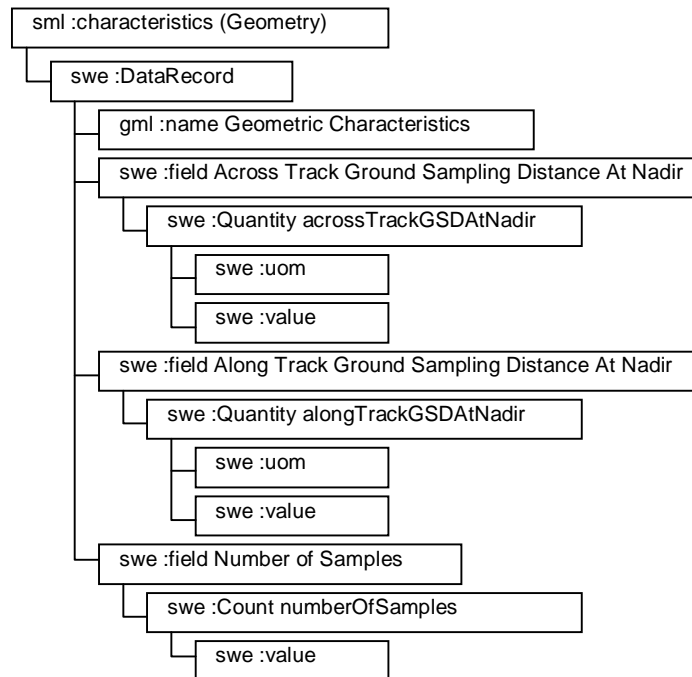 sml :characteristics (Geometry)
swe :DataRecord
gml :name Geometric Characteristics
swe :field Across Track Ground Sampling Distance At Nadir
swe :Quantity acrossTrackGSDAtNadir
swe :uom
swe :value
swe :field Along Track Ground Sampling Distance At Nadir
swe :Quantity alongTrackGSDAtNadir
swe :uom
swe :value
swe :field Number of Samples
swe :Count numberOfSamples
swe :value